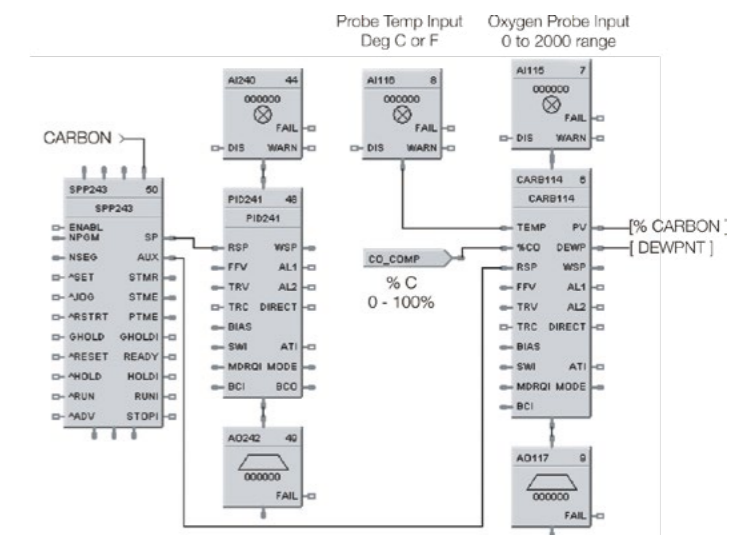 Probe Temp Input
Deg C or F
Oxygen Probe Input
0 to 2000 range
CARBON
SPP243 50
SPP243
ENABL
NPGM SP
NSEG AUX
^SET STMR
^JOG STME
^RSTRT PTME
GHOLD GHOLDI
^RESET READY
^HOLD HOLDI
^RUN RUNI
^ADV STOPI
AI240 44
000000
FAIL
DIS WARN
PID241 48
PID241
RSP WSP
FFV AL1
TRV AL2
TRC DIRECT
BIAS
SWI ATI
MDRQI MODE
BCI BCO
AO242 49
000000
FAIL
AI116 8
000000
FAIL
DIS WARN
CO_COMP
% C
0 - 100%
AI115 7
000000
FAIL
DIS WARN
CARB114 6
CARB114
TEMP PV
%CO DEWP
RSP WSP
FFV AL1
TRV AL2
TRC DIRECT
BIAS
SWI ATI
MDRQI MODE
BCI
[% CARBON ]
[ DEWPNT ]
AO117 9
000000
FAIL